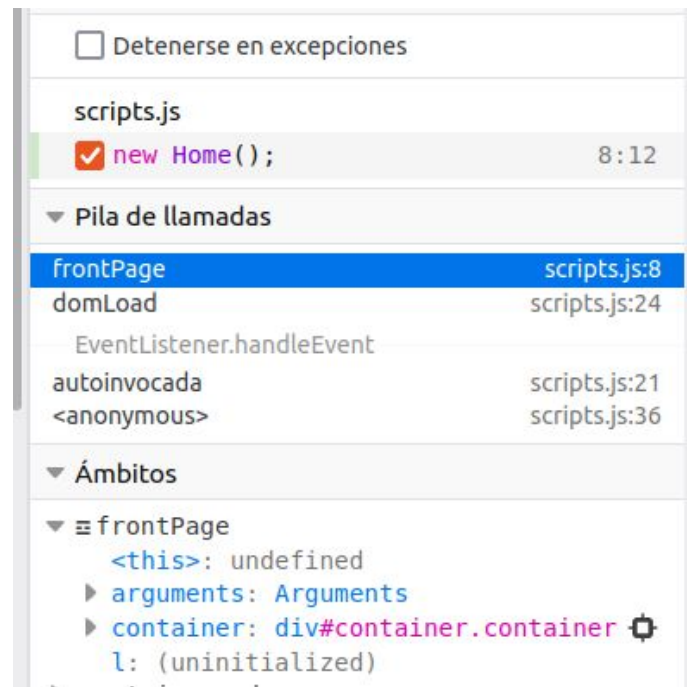 Detenerse en excepciones
scripts.js
new Home(); 8:12
Pila de llamadas
frontPage scripts.js:8
domLoad scripts.js:24
EventListener.handleEvent
autoinvocada scripts.js:21
<anonymous> scripts.js:36
Ámbitos
frontPage
<this>: undefined
arguments: Arguments
container: div#container.container
l: (uninitialized)